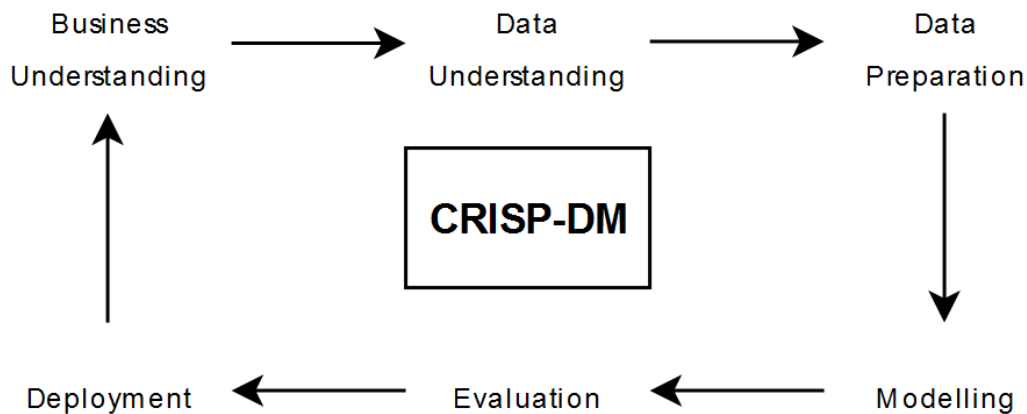 Business
Understanding
Data
Understanding
Data
Preparation
CRISP-DM
Deployment
Evaluation
Modelling